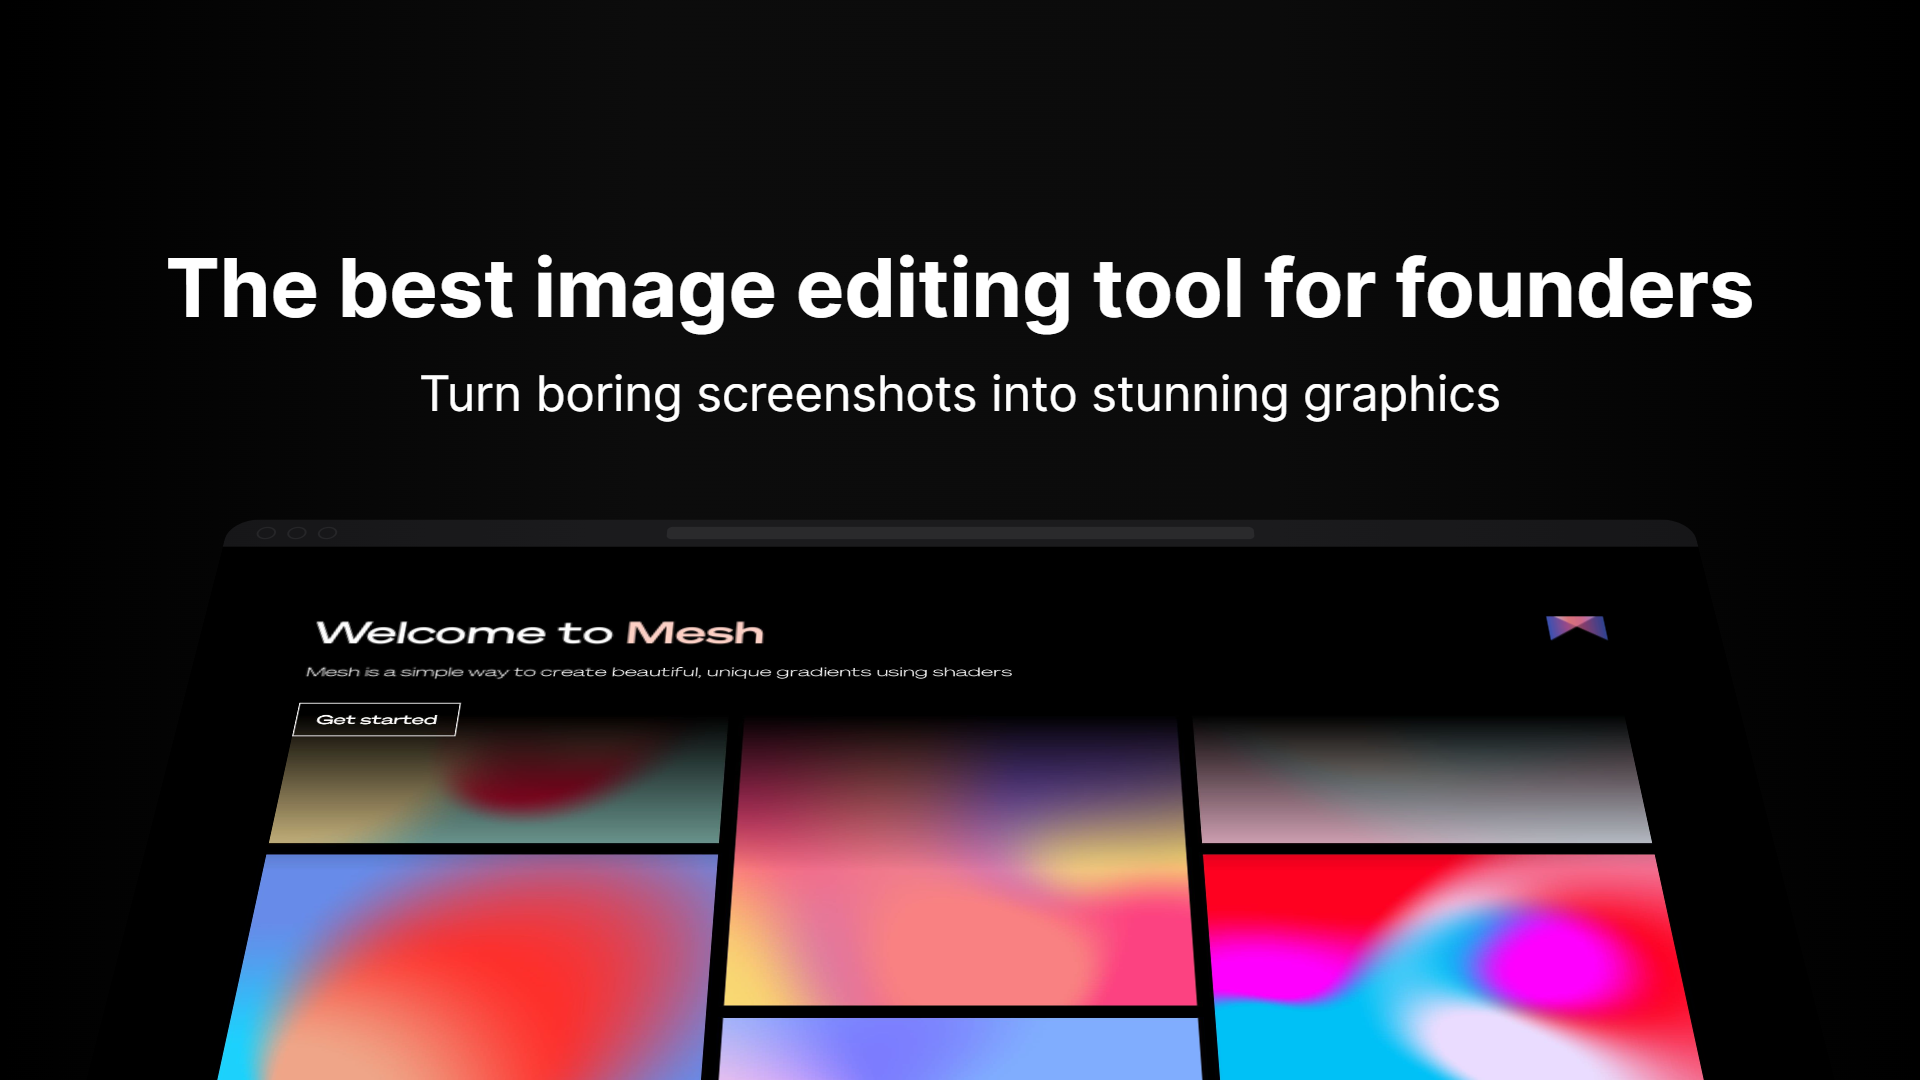 The best image editing tool for founders
Turn boring screenshots into stunning graphics
Welcome to Mesh
Mesh is a simple way to create beautiful, unique gradients using shaders
Get started